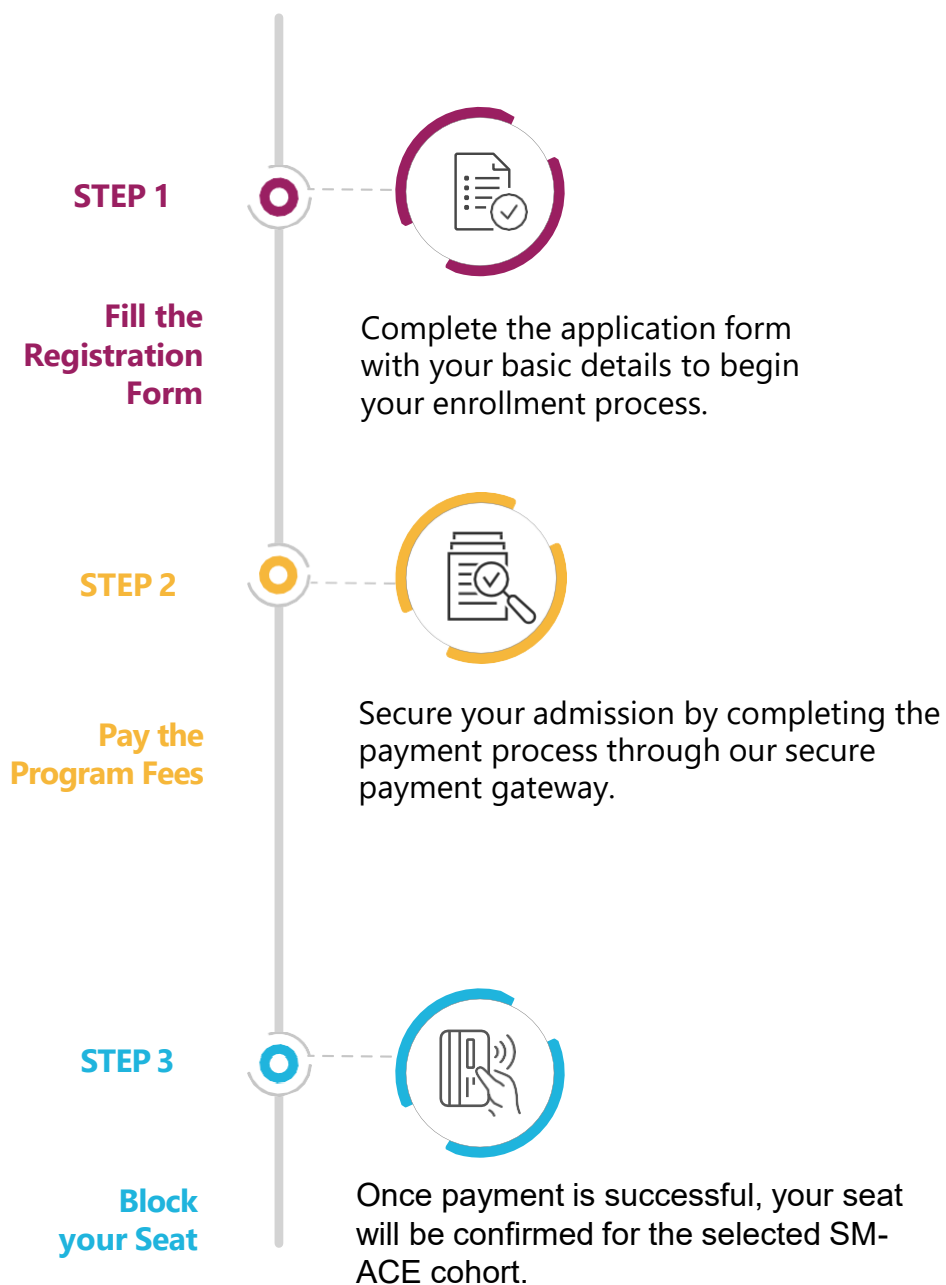 STEP 1
Fill the
Registration
Form
Complete the application form
with your basic details to begin
your enrollment process.
STEP 2
Pay the
Program Fees
Secure your admission by completing the
payment process through our secure
payment gateway.
STEP 3
Block
your Seat
Once payment is successful, your seat
will be confirmed for the selected SM-
ACE cohort.